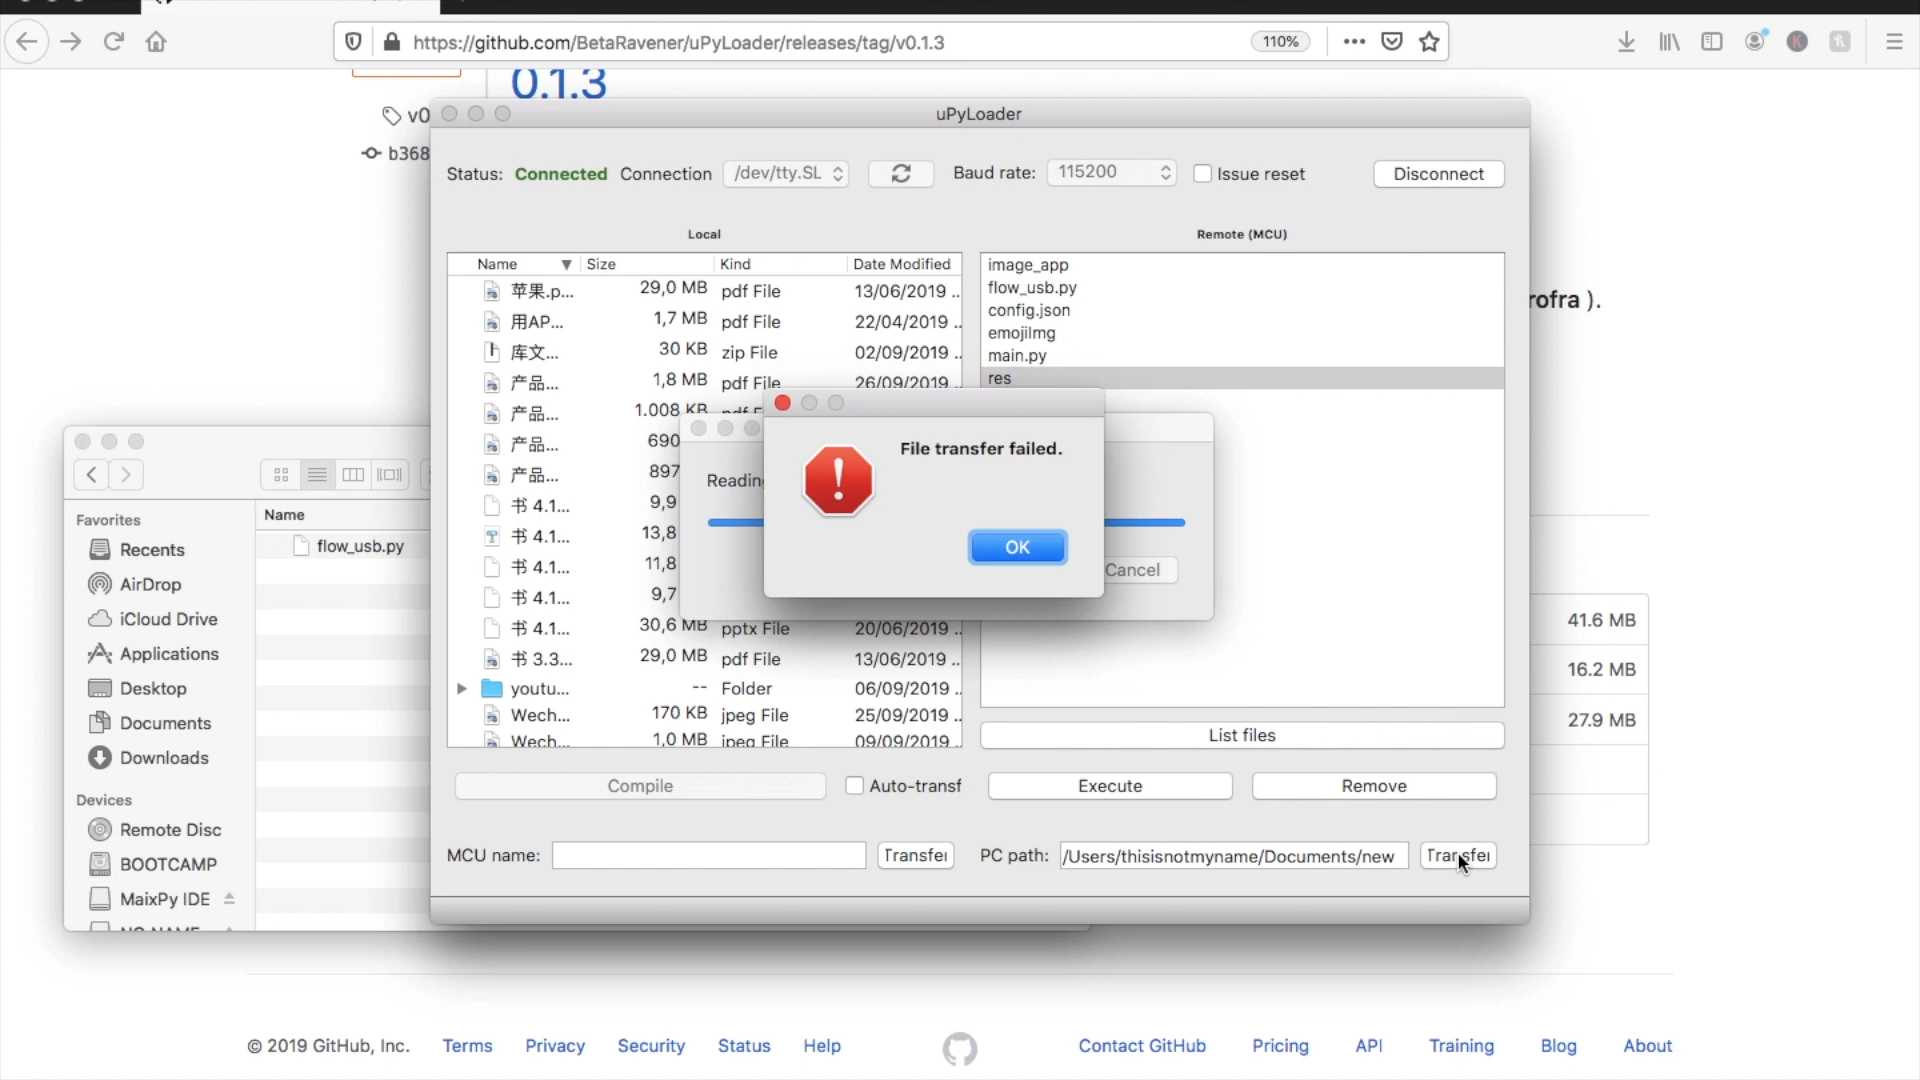 https://github.com/BetaRavener/uPyLoader/releases/tag/v0.1.3
110%
0.1.3
v0
b368
uPyLoader
Status: Connected Connection /dev/tty.SL Baud rate: 115200 Issue reset Disconnect
Local
Remote (MCU)
Name Size Kind Date Modified
苹果.p... 29,0 MB pdf File 13/06/2019 ..
用AP... 1,7 MB pdf File 22/04/2019 ..
库文... 30 KB zip File 02/09/2019 ..
产品... 1,8 MB pdf File 26/09/2019 ..
产品... 1.008 KB pdf F
产品... 690
产品... 897
书 4.1... 9,9
书 4.1... 13,8
书 4.1... 11,8
书 4.1... 9,7
书 4.1... 30,6 MB pptx File 20/06/2019 ..
书 3.3... 29,0 MB pdf File 13/06/2019 ..
youtu... -- Folder 06/09/2019 ..
Wech... 170 KB jpeg File 25/09/2019 ..
Wech... 1,0 MB jpeg File 09/09/2019 ..
image_app
flow_usb.py
config.json
emojiImg
main.py
res
rofra ).
File transfer failed.
Reading
OK
Cancel
List files
Compile Auto-transf Execute Remove
MCU name: Transfer PC path: /Users/thisisnotmyname/Documents/new Transfer
Favorites
Recents
AirDrop
iCloud Drive
Applications
Desktop
Documents
Downloads
Devices
Remote Disc
BOOTCAMP
MaixPy IDE
NO NAME
Name
flow_usb.py
41.6 MB
16.2 MB
27.9 MB
© 2019 GitHub, Inc. Terms Privacy Security Status Help Contact GitHub Pricing API Training Blog About